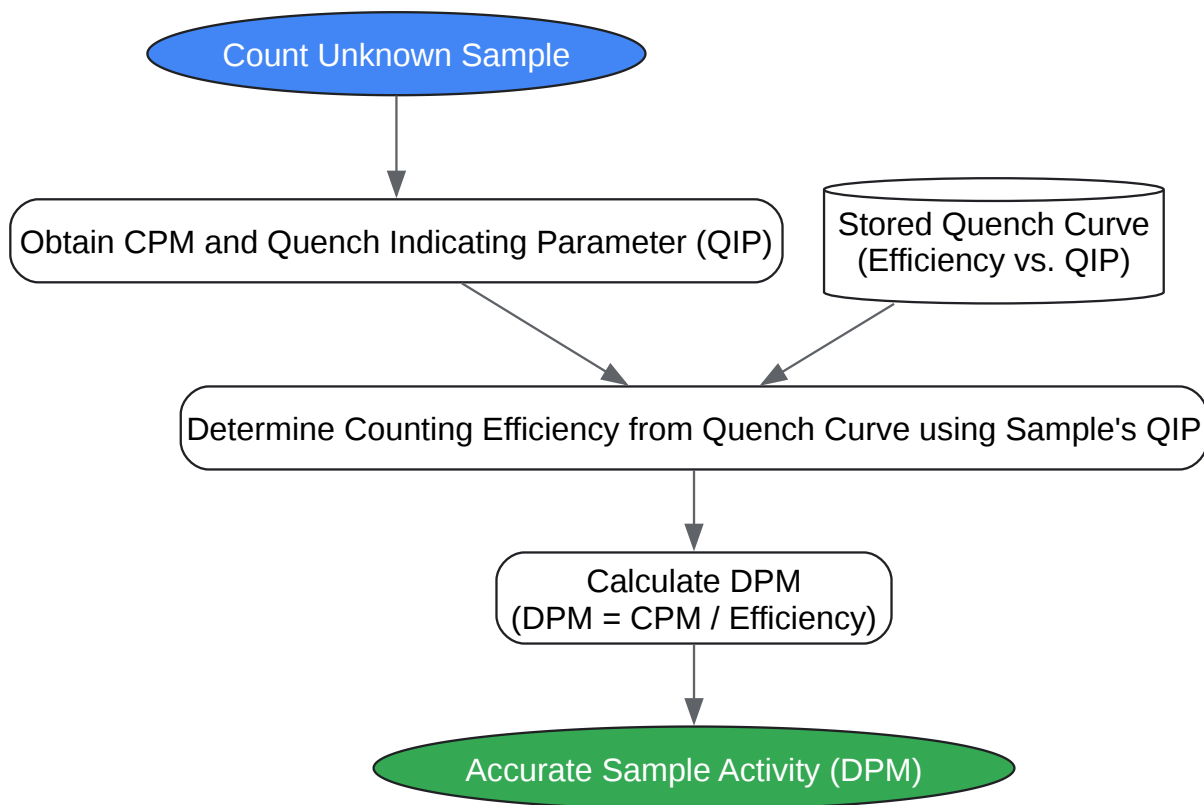 Count Unknown Sample
Obtain CPM and Quench Indicating Parameter (QIP)
Stored Quench Curve
(Efficiency vs. QIP)
Determine Counting Efficiency from Quench Curve using Sample's QIP
Calculate DPM
(DPM = CPM / Efficiency)
Accurate Sample Activity (DPM)